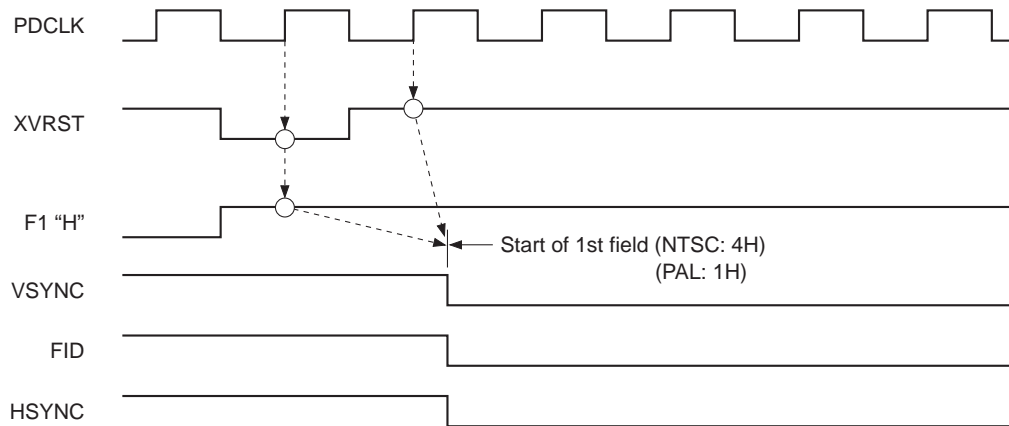 PDCLK
XVRST
F1 “H”
Start of 1st field (NTSC: 4H)
(PAL: 1H)
VSYNC
FID
HSYNC